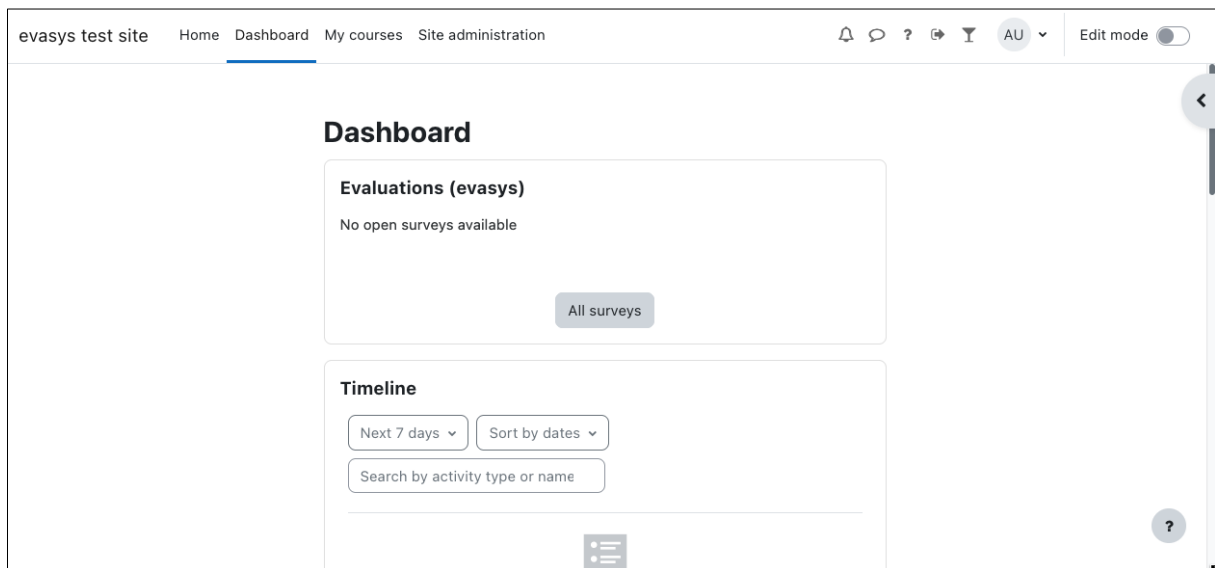 evasys test site Home Dashboard My courses Site administration ? AU Edit mode
Dashboard
Evaluations (evasys)
No open surveys available
All surveys
Timeline
Next 7 days Sort by dates
Search by activity type or name
?